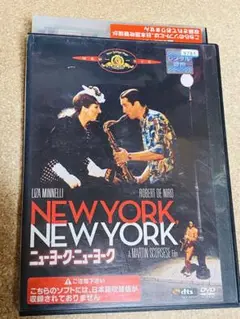 LIZA MINNELLI
ROBERT DE NIRO
NEW YORK,
NEW YORK
ニューヨーク・ニューヨーク
A MARTIN SCORSESE Film
⚠ご注意下さい
こちらのソフトには、日本語吹替版が
収録されておりません
dts
DVD